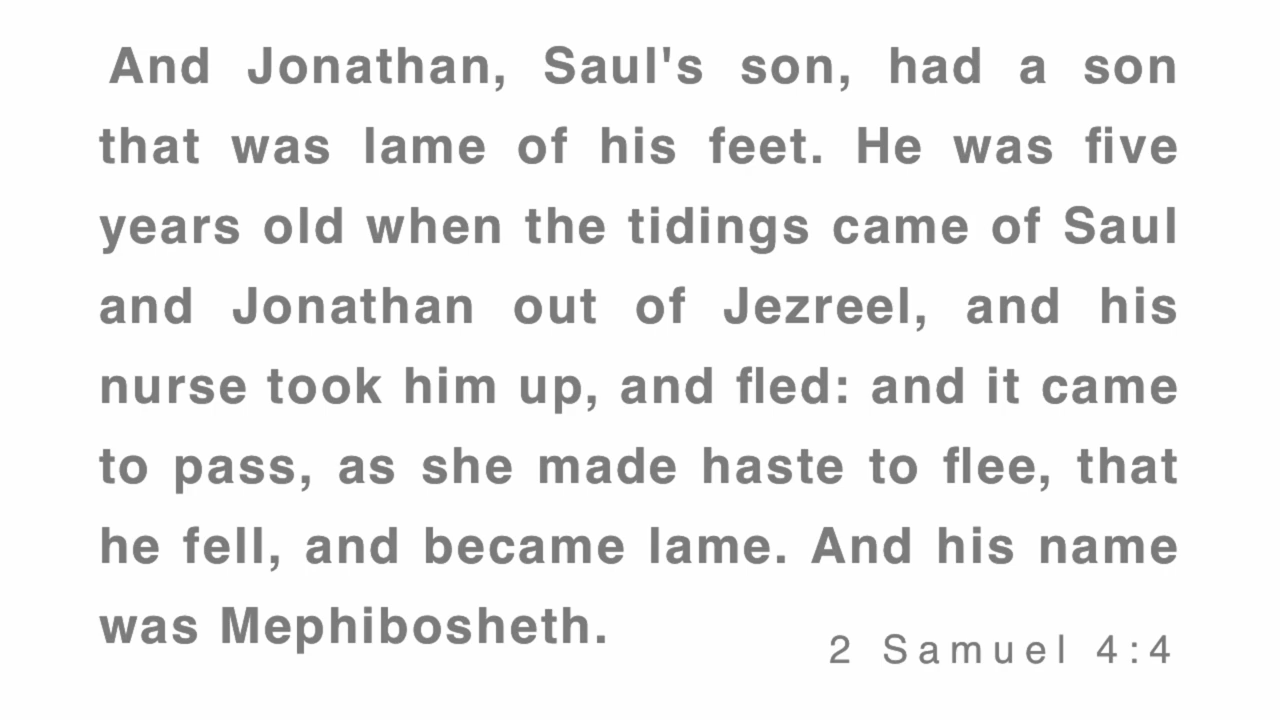 And Jonathan, Saul's son, had a son
that was lame of his feet. He was five
years old when the tidings came of Saul
and Jonathan out of Jezreel, and his
nurse took him up, and fled: and it came
to pass, as she made haste to flee, that
he fell, and became lame. And his name
was Mephibosheth.
2 Samuel 4:4